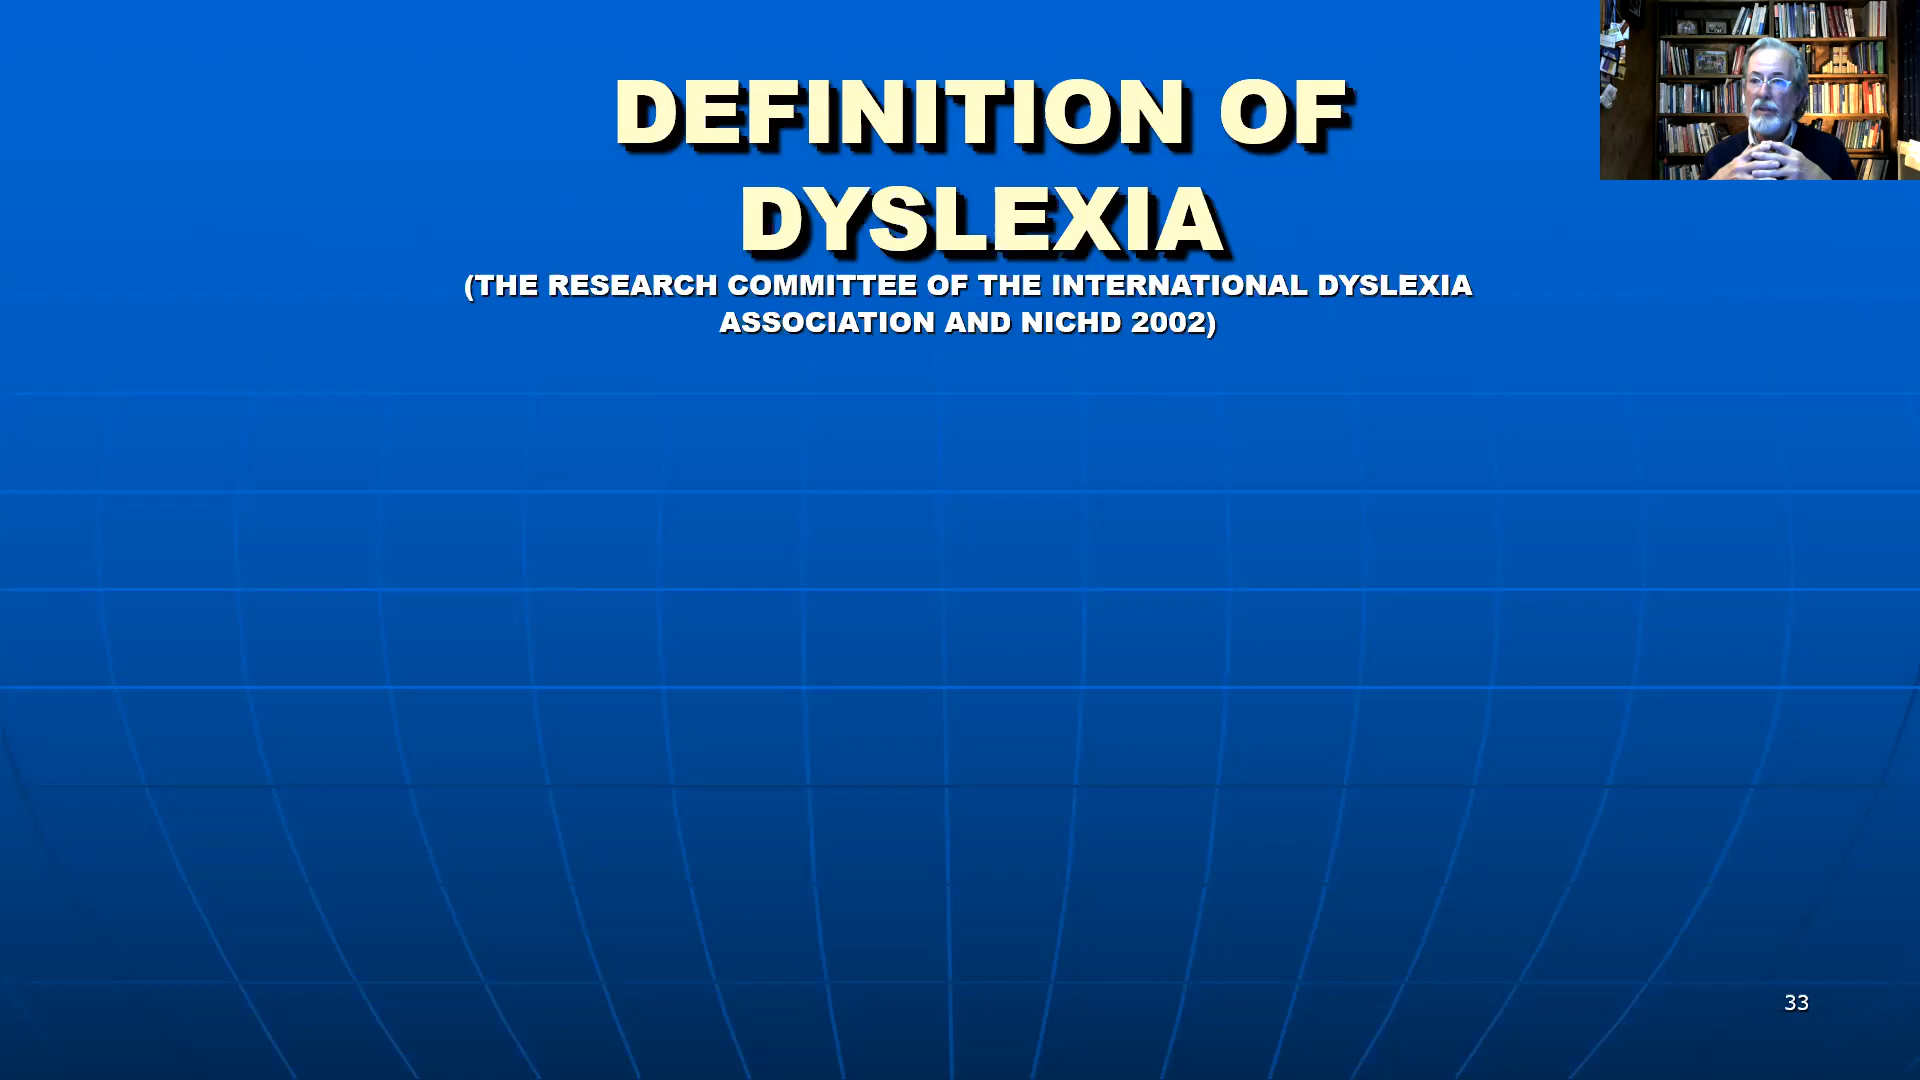 DEFINITION OF
DYSLEXIA
(THE RESEARCH COMMITTEE OF THE INTERNATIONAL DYSLEXIA
ASSOCIATION AND NICHD 2002)
33